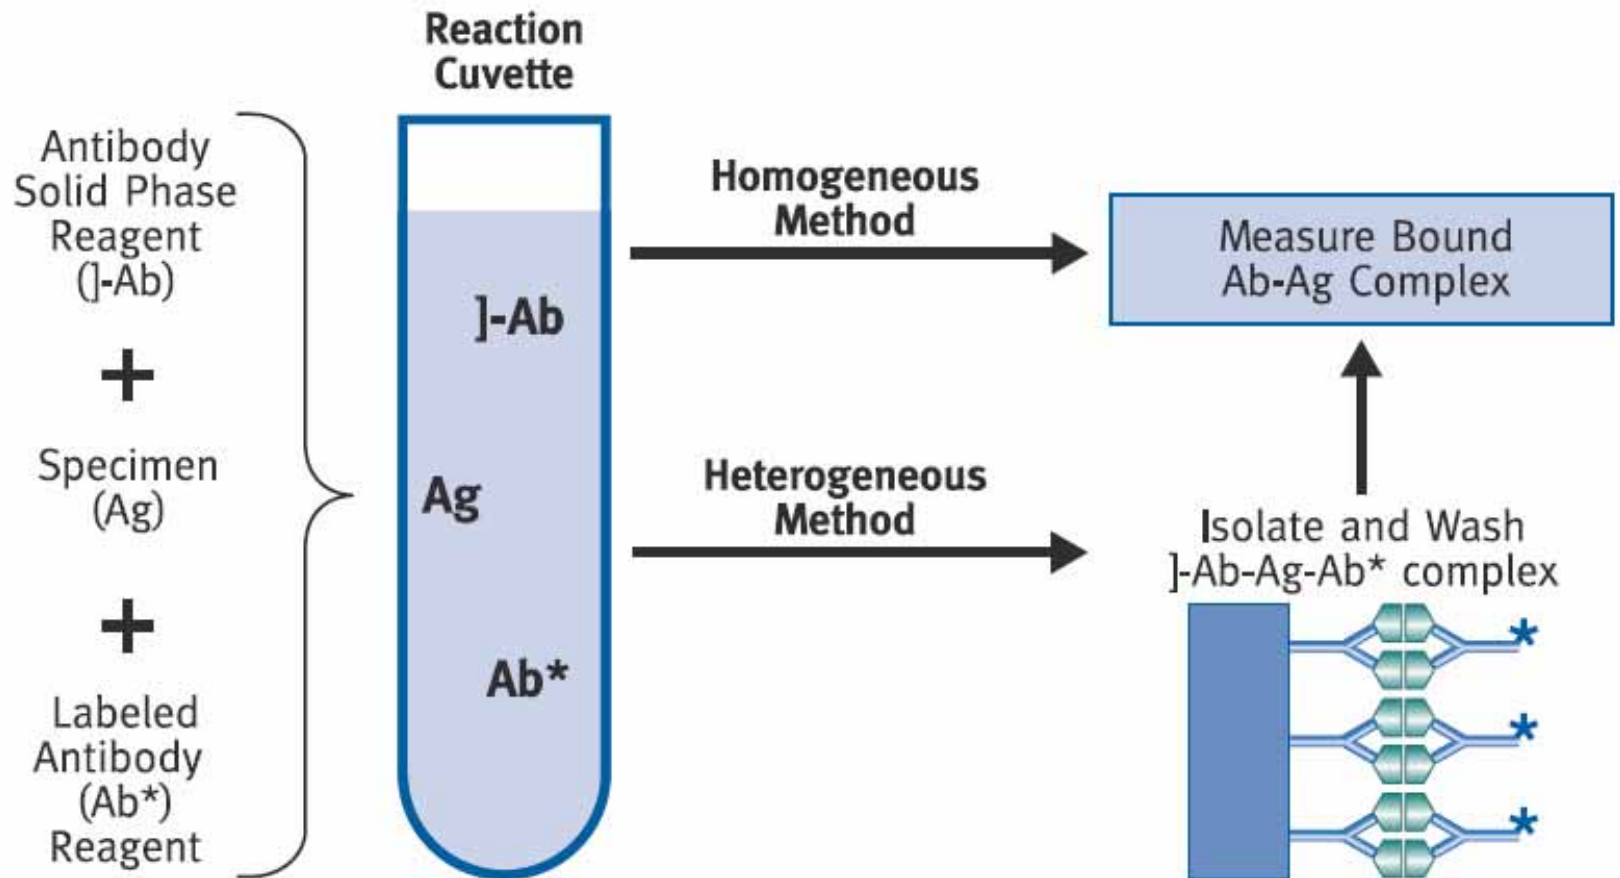 Reaction
Cuvette
Antibody
Solid Phase
Reagent
(]-Ab)
+
Specimen
(Ag)
+
Labeled
Antibody
(Ab*)
Reagent
]-Ab
Ag
Ab*
Homogeneous
Method
Heterogeneous
Method
Measure Bound
Ab-Ag Complex
Isolate and Wash
]-Ab-Ag-Ab* complex
*
*
*